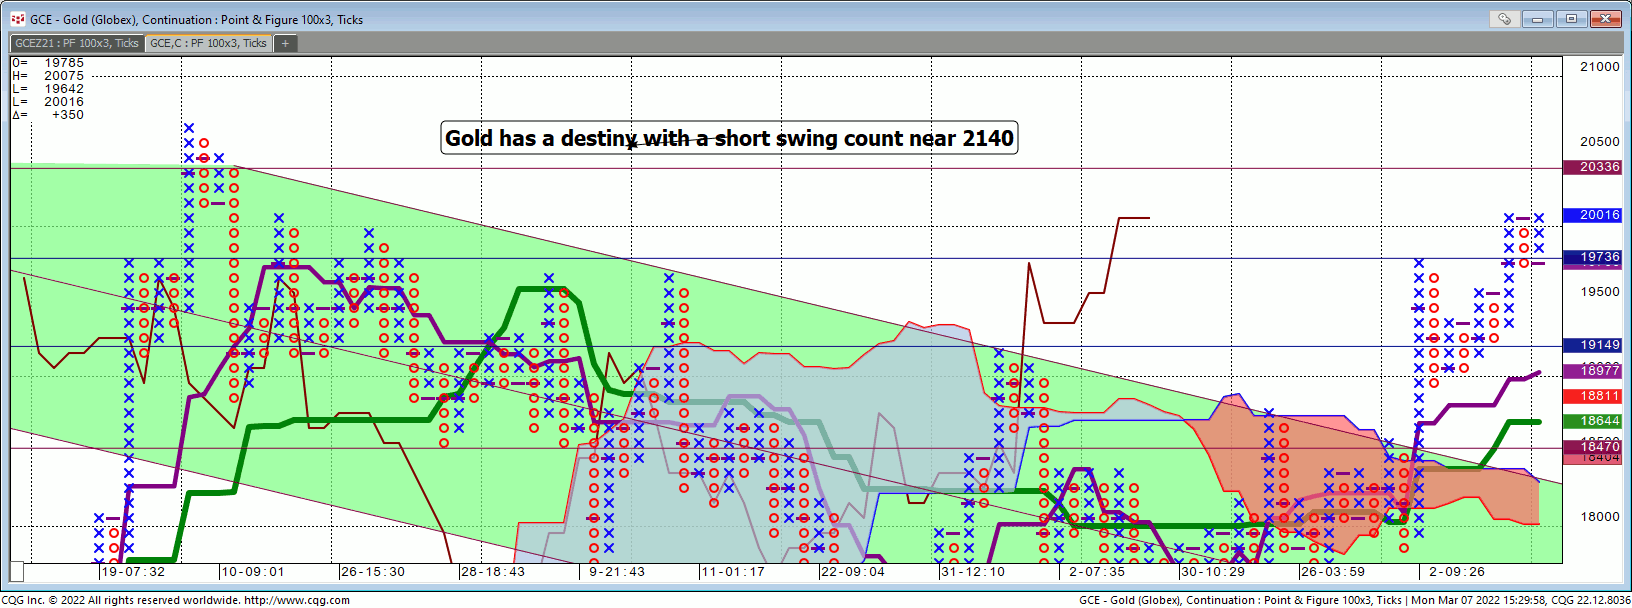 GCE - Gold (Globex), Continuation : Point & Figure 100x3, Ticks
GCEZ21 : PF 100x3, Ticks
GCE,C : PF 100x3, Ticks
+
O= 19785
H= 20075
L= 19642
L= 20016
Δ= +350
Gold has a destiny with a short swing count near 2140
21000
20500
20336
20016
19736
19500
19149
18977
18811
18644
18470
18404
18000
19-07:32
10-09:01
26-15:30
28-18:43
9-21:43
11-01:17
22-09:04
31-12:10
2-07:35
30-10:29
26-03:59
2-09:26
CQG Inc. © 2022 All rights reserved worldwide. http://www.cqg.com
GCE - Gold (Globex), Continuation : Point & Figure 100x3, Ticks | Mon Mar 07 2022 15:29:58, CQG 22.12.8036